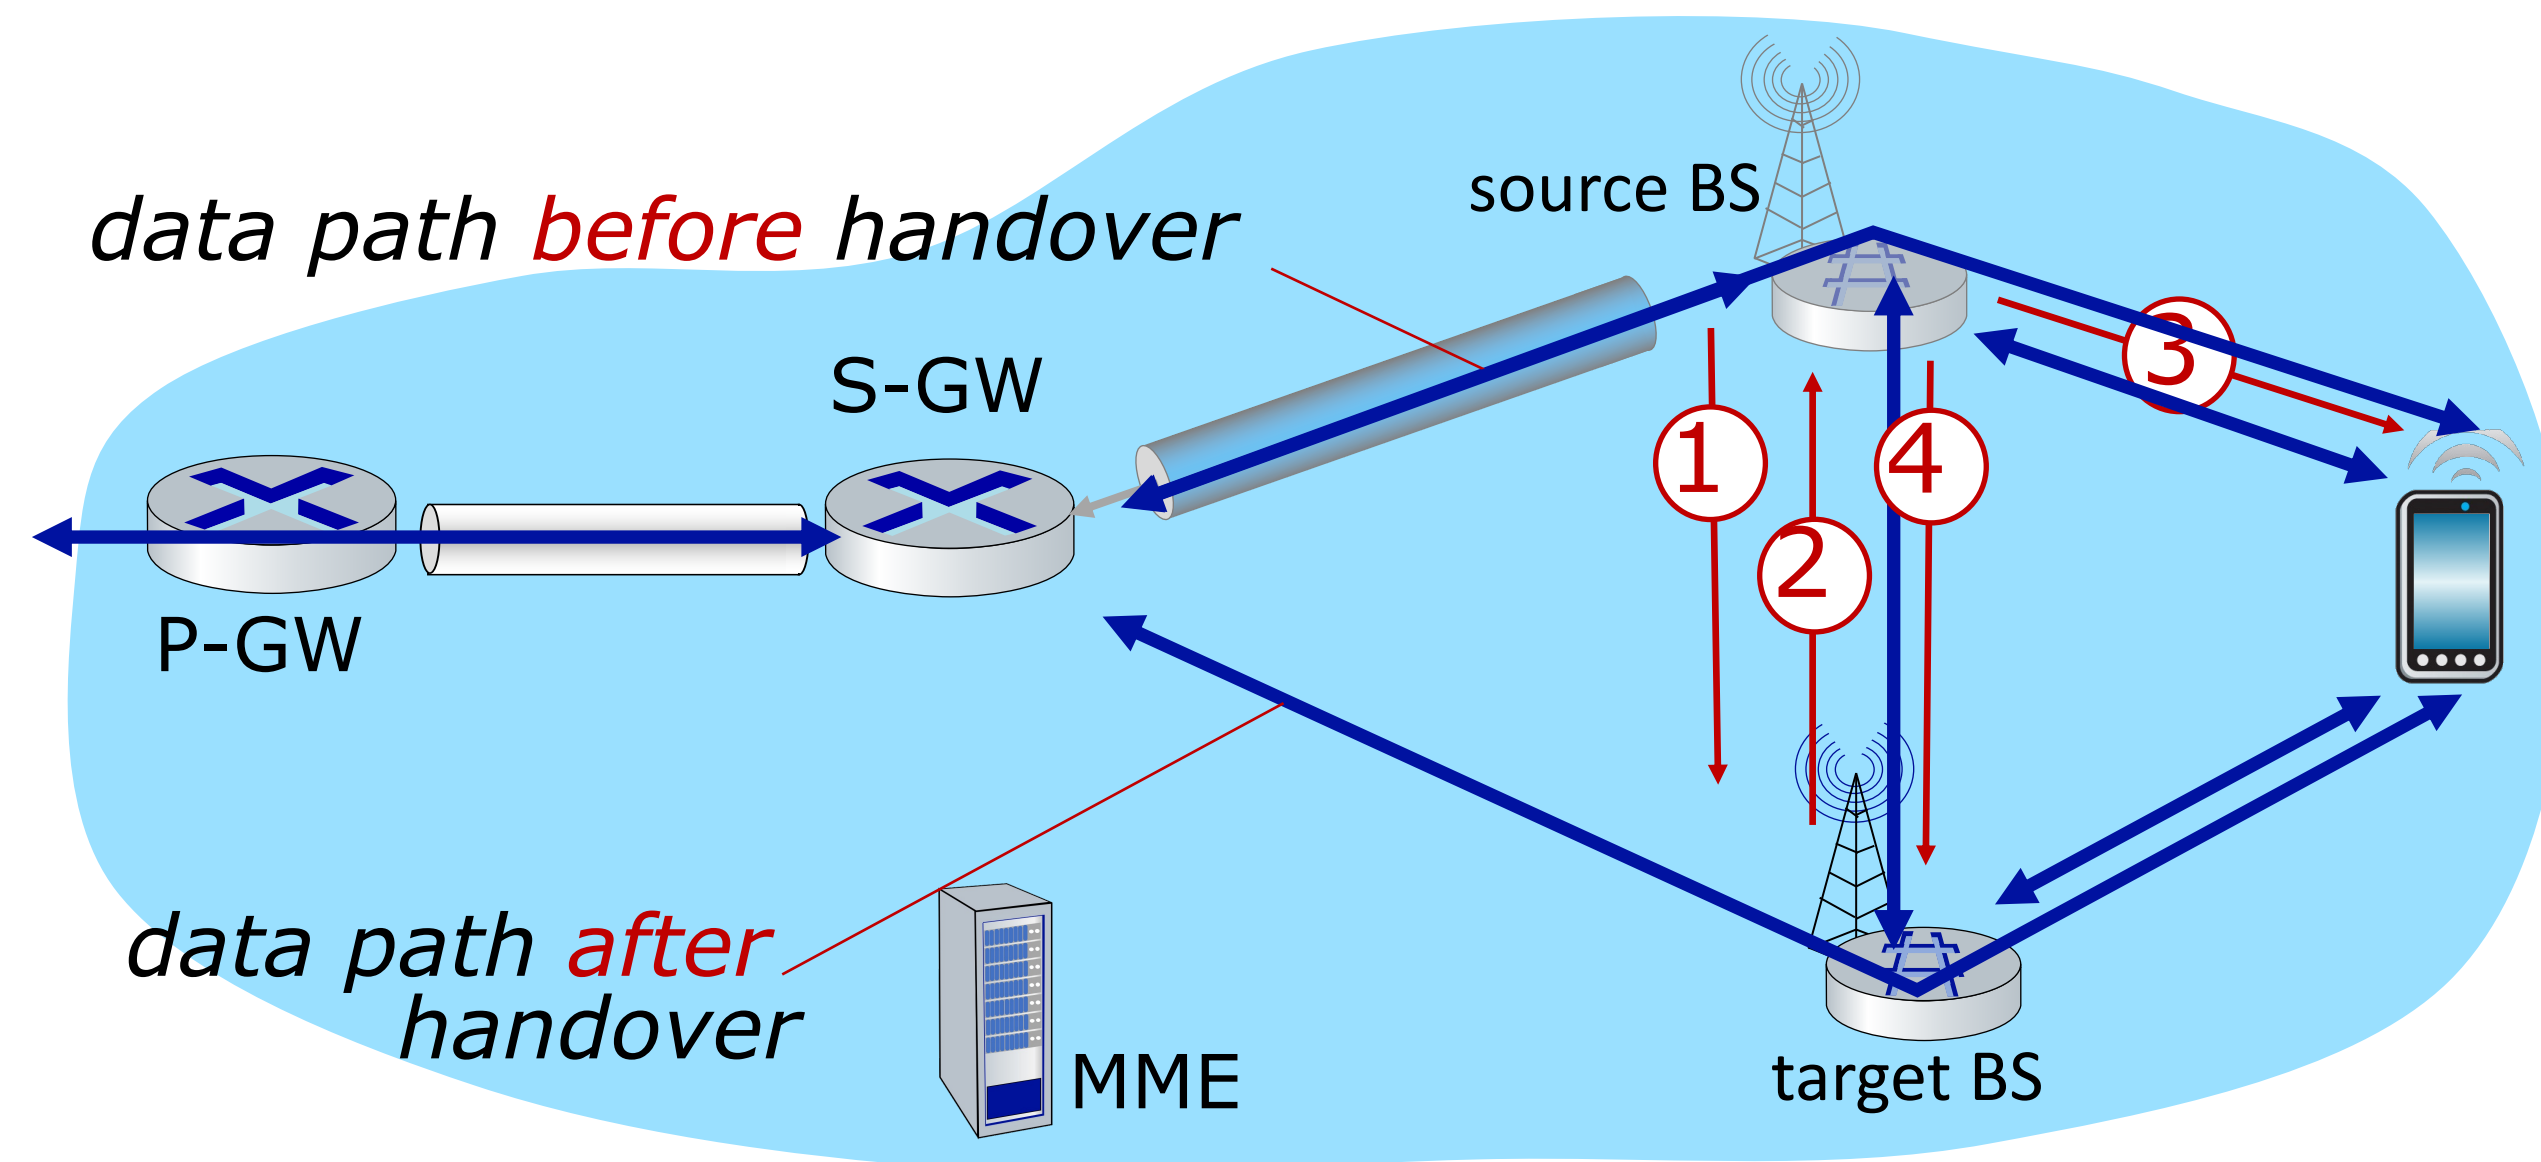 source BS
data path before handover
S-GW
3
1
4
2
P-GW
data path after
handover
MME
target BS